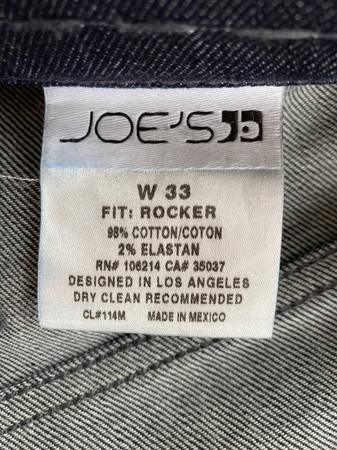 JOE'S
W 33
FIT: ROCKER
98% COTTON/COTON
2% ELASTAN
RN# 106214 CA# 35037
DESIGNED IN LOS ANGELES
DRY CLEAN RECOMMENDED
CL#114M MADE IN MEXICO